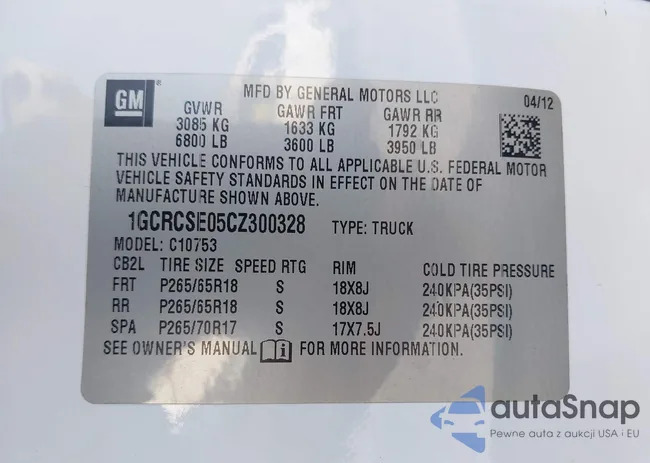 GM
MFD BY GENERAL MOTORS LLC
04/12
GVWR GAWR FRT GAWR RR
3085 KG 1633 KG 1792 KG
6800 LB 3600 LB 3950 LB
THIS VEHICLE CONFORMS TO ALL APPLICABLE U.S. FEDERAL MOTOR
VEHICLE SAFETY STANDARDS IN EFFECT ON THE DATE OF
MANUFACTURE SHOWN ABOVE.
1GCRCSE05CZ300328 TYPE: TRUCK
MODEL: C10753
CB2L TIRE SIZE SPEED RTG RIM COLD TIRE PRESSURE
FRT P265/65R18 S 18X8J 240KPA(35PSI)
RR P265/65R18 S 18X8J 240KPA(35PSI)
SPA P265/70R17 S 17X7.5J 240KPA(35PSI)
SEE OWNER'S MANUAL FOR MORE INFORMATION.
autoSnap
Pewne auta z aukcji USA i EU